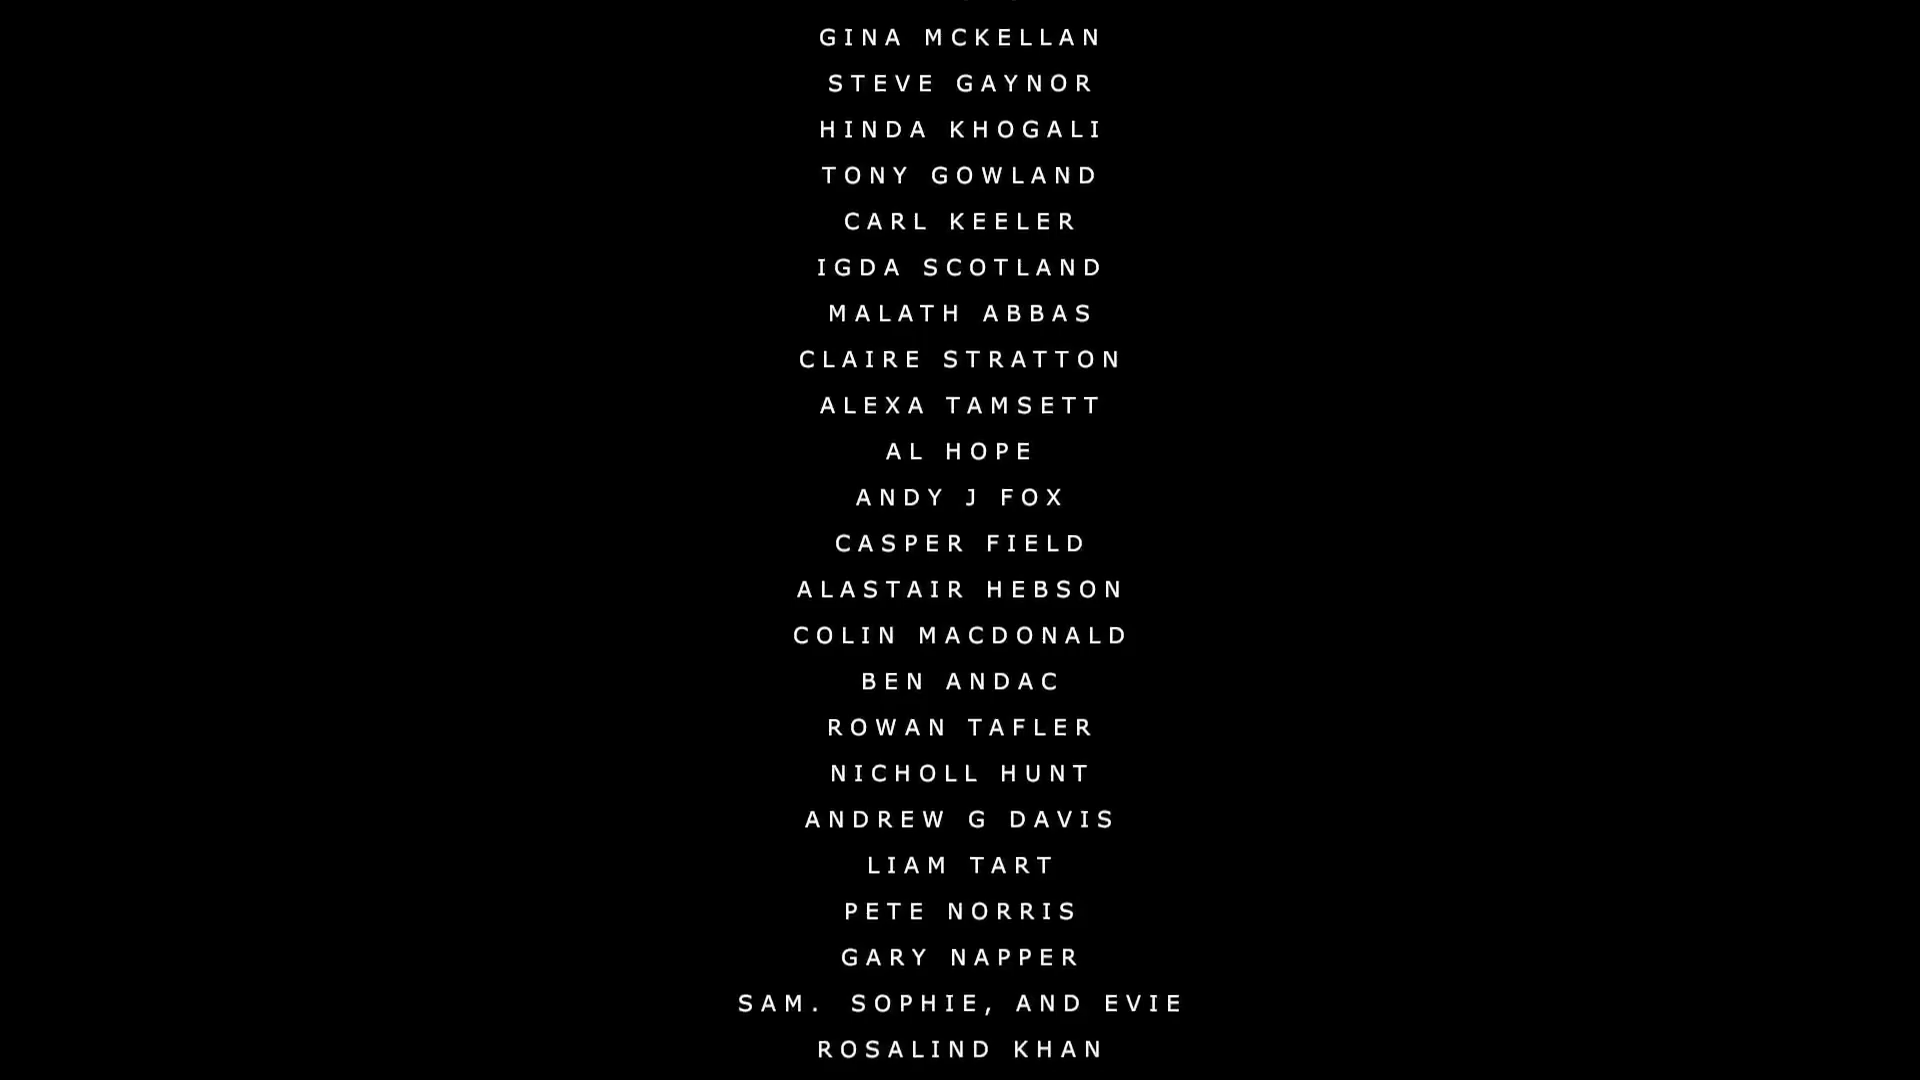 GINA MCKELLAN
STEVE GAYNOR
HINDA KHOGALI
TONY GOWLAND
CARL KEELER
IGDA SCOTLAND
MALATH ABBAS
CLAIRE STRATTON
ALEXA TAMSETT
AL HOPE
ANDY J FOX
CASPER FIELD
ALASTAIR HEBSON
COLIN MACDONALD
BEN ANDAC
ROWAN TAFLER
NICHOLL HUNT
ANDREW G DAVIS
LIAM TART
PETE NORRIS
GARY NAPPER
SAM. SOPHIE, AND EVIE
ROSALIND KHAN